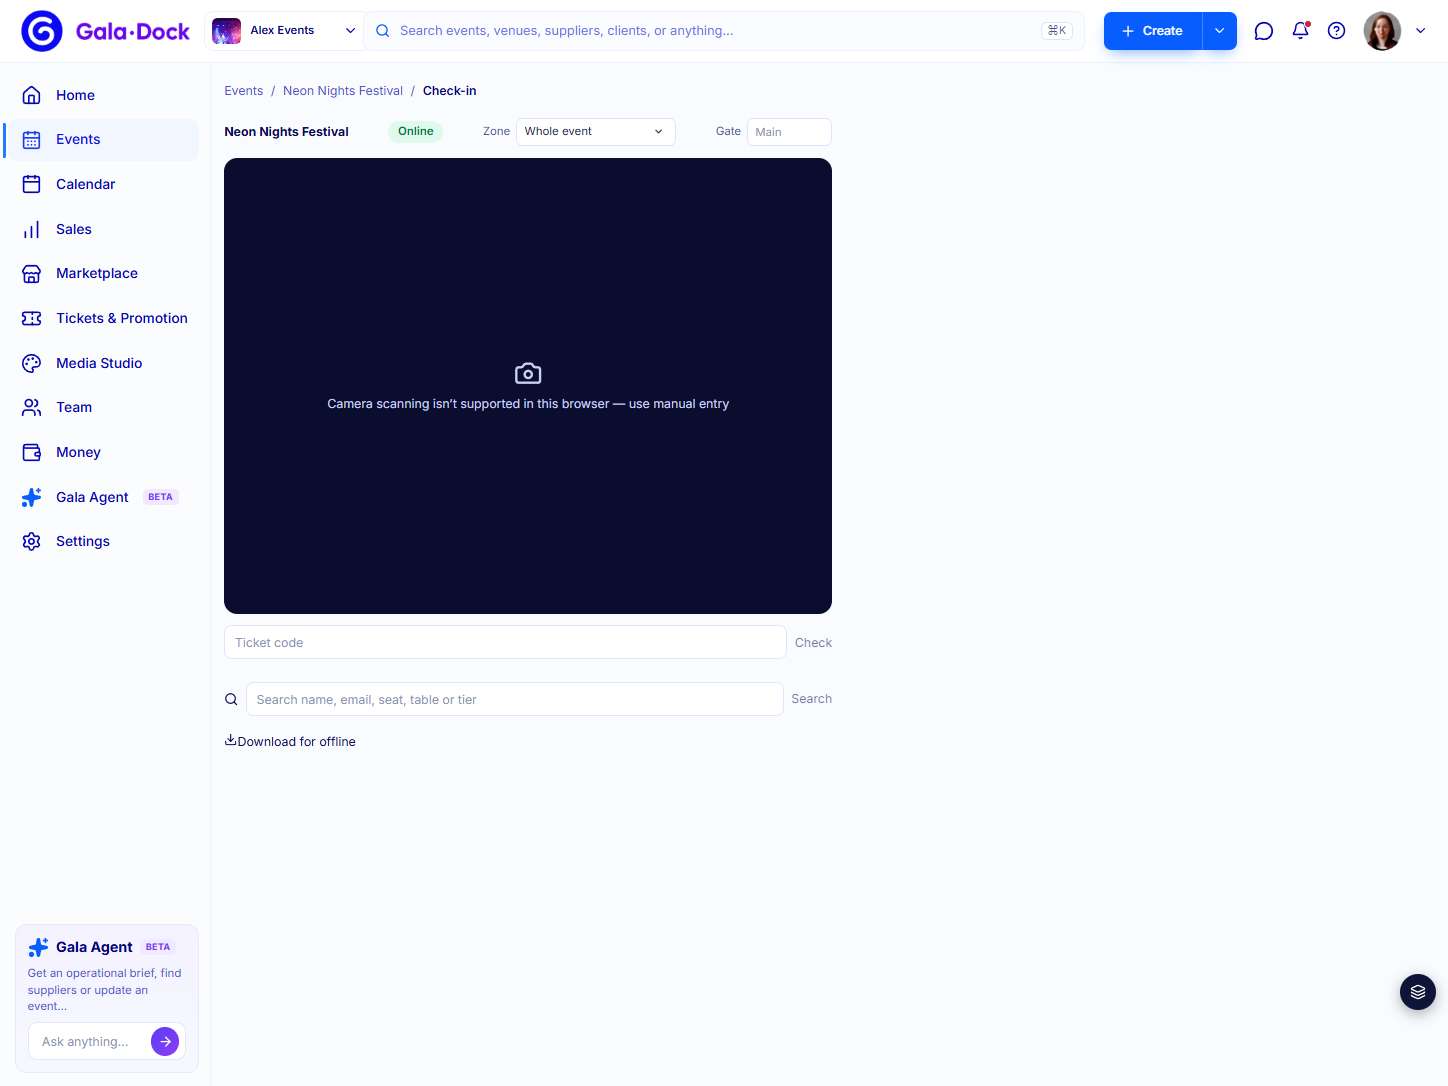 Gala·Dock
Alex Events
Search events, venues, suppliers, clients, or anything...
⌘K
Create
Home
Events
Calendar
Sales
Marketplace
Tickets & Promotion
Media Studio
Team
Money
Gala Agent BETA
Settings
Events / Neon Nights Festival / Check-in
Neon Nights Festival
Online
Zone
Whole event
Gate
Main
Camera scanning isn’t supported in this browser — use manual entry
Ticket code
Check
Search name, email, seat, table or tier
Search
Download for offline
Gala Agent BETA
Get an operational brief, find
suppliers or update an
event...
Ask anything...